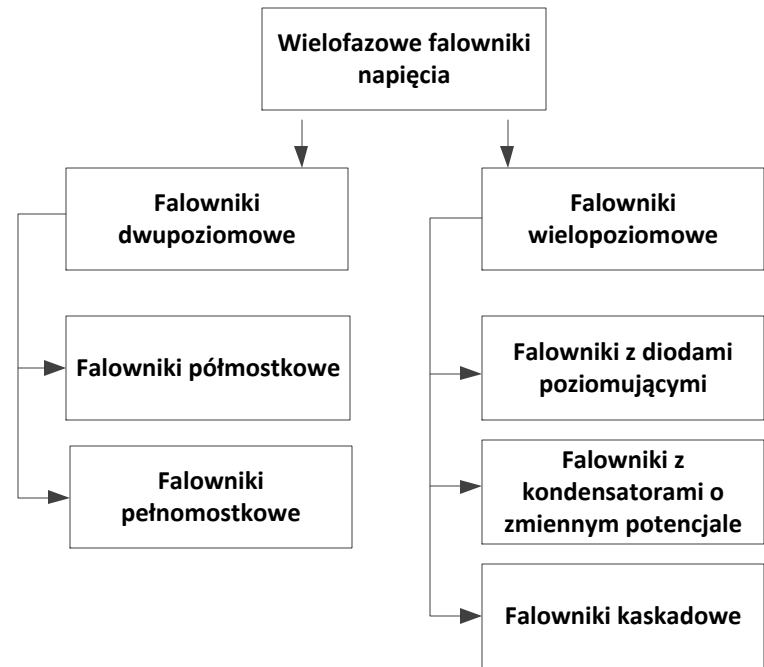 Wielofazowe falowniki
napięcia
Falowniki
dwupoziomowe
Falowniki półmostkowe
Falowniki
pełnomostkowe
Falowniki
wielopoziomowe
Falowniki z diodami
poziomującymi
Falowniki z
kondensatorami o
zmiennym potencjale
Falowniki kaskadowe